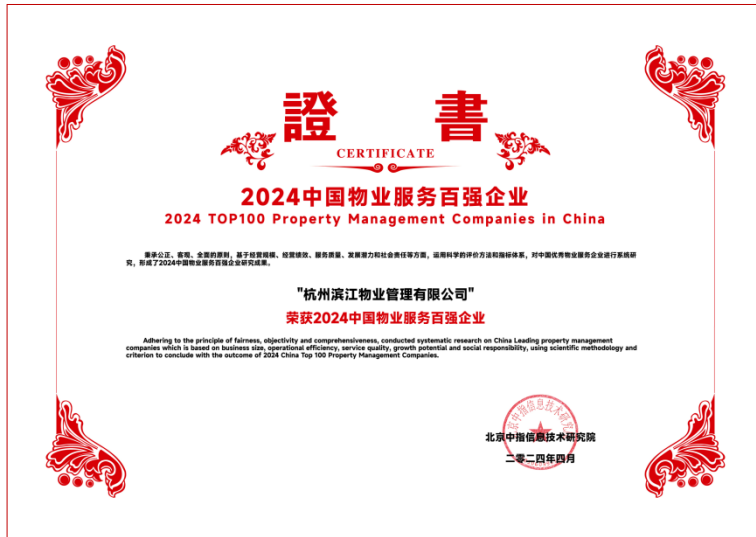 證 書
CERTIFICATE
2024中国物业服务百强企业
2024 TOP100 Property Management Companies in China
秉承公正、客观、全面的原则，基于经营规模、经营绩效、服务质量、发展潜力和社会责任等方面，运用科学的评价方法和指标体系，对中国优秀物业服务企业进行系统研
究，形成了2024中国物业服务百强企业研究成果。
"杭州滨江物业管理有限公司"
荣获2024中国物业服务百强企业
Adhering to the principle of fairness, objectivity and comprehensiveness, conducted systematic research on China Leading property management
companies which is based on business size, operational efficiency, service quality, growth potential and social responsibility, using scientific methodology and
criterion to conclude with the outcome of 2024 China Top 100 Property Management Companies.
京中指信息技术研究
北京中指信息技术研究院
二零二四年四月